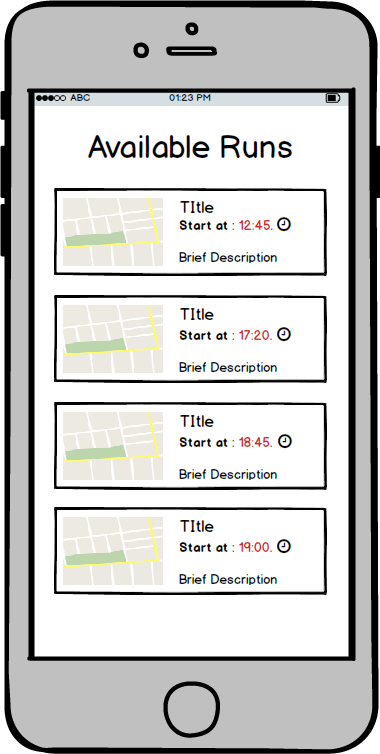 ABC 01:23 PM
Available Runs
TItle
Start at : 12:45.
Brief Description
TItle
Start at : 17:20.
Brief Description
TItle
Start at : 18:45.
Brief Description
TItle
Start at : 19:00.
Brief Description